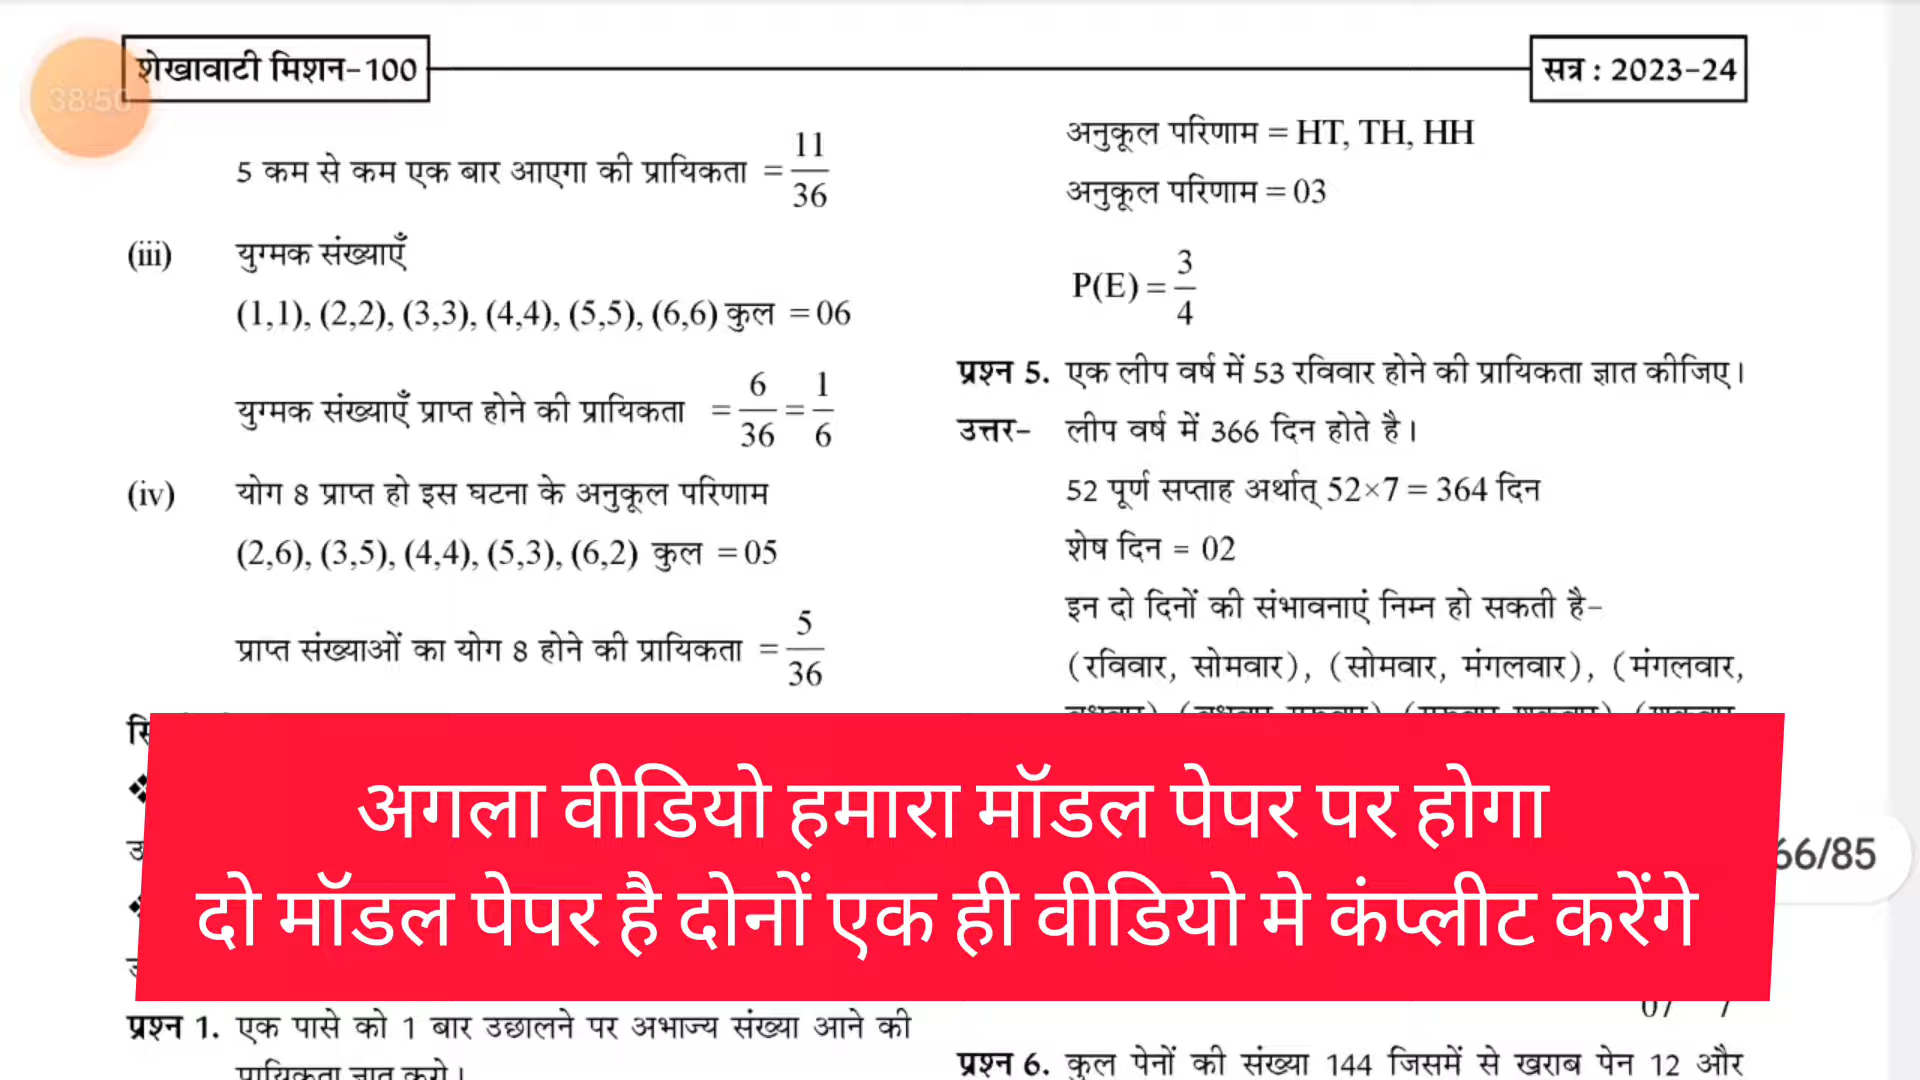 शेखावाटी मिशन-100
सत्र : 2023-24
38:50
5 कम से कम एक बार आएगा की प्रायिकता = 11/36
(iii) युग्मक संख्याएँ
(1,1), (2,2), (3,3), (4,4), (5,5), (6,6) कुल = 06
युग्मक संख्याएँ प्राप्त होने की प्रायिकता = 6/36 = 1/6
(iv) योग 8 प्राप्त हो इस घटना के अनुकूल परिणाम
(2,6), (3,5), (4,4), (5,3), (6,2) कुल = 05
प्राप्त संख्याओं का योग 8 होने की प्रायिकता = 5/36
प्रश्न 1. एक पासे को 1 बार उछालने पर अभाज्य संख्या आने की
प्रायिकता ज्ञात करो।
अनुकूल परिणाम = HT, TH, HH
अनुकूल परिणाम = 03
P(E) = 3/4
प्रश्न 5. एक लीप वर्ष में 53 रविवार होने की प्रायिकता ज्ञात कीजिए।
उत्तर- लीप वर्ष में 366 दिन होते है।
52 पूर्ण सप्ताह अर्थात् 52×7 = 364 दिन
शेष दिन = 02
इन दो दिनों की संभावनाएं निम्न हो सकती है-
(रविवार, सोमवार), (सोमवार, मंगलवार), (मंगलवार,
प्रश्न 6. कुल पेनों की संख्या 144 जिसमें से खराब पेन 12 और
अगला वीडियो हमारा मॉडल पेपर पर होगा
दो मॉडल पेपर है दोनों एक ही वीडियो मे कंप्लीट करेंगे
66/85